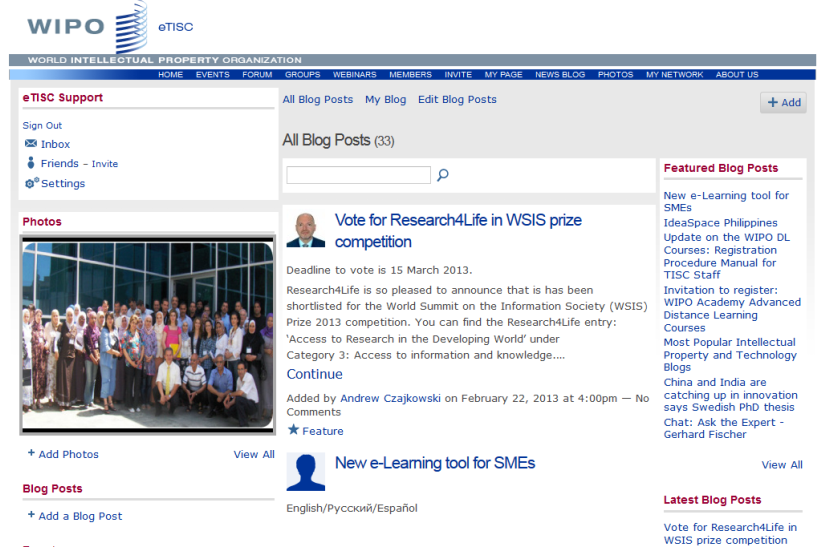 WIPO
eTISC
WORLD INTELLECTUAL PROPERTY ORGANIZATION
HOME EVENTS FORUM GROUPS WEBINARS MEMBERS INVITE MY PAGE NEWS BLOG PHOTOS MY NETWORK ABOUT US
eTISC Support
Sign Out
Inbox
Friends – Invite
Settings
Photos
+ Add Photos
View All
Blog Posts
+ Add a Blog Post
All Blog Posts My Blog Edit Blog Posts
+ Add
All Blog Posts (33)
Vote for Research4Life in WSIS prize
competition
Deadline to vote is 15 March 2013.
Research4Life is so pleased to announce that is has been
shortlisted for the World Summit on the Information Society (WSIS)
Prize 2013 competition. You can find the Research4Life entry:
‘Access to Research in the Developing World’ under
Category 3: Access to information and knowledge....
Continue
Added by Andrew Czajkowski on February 22, 2013 at 4:00pm — No
Comments
Feature
New e-Learning tool for SMEs
English/Русский/Español
Featured Blog Posts
New e-Learning tool for
SMEs
IdeaSpace Philippines
Update on the WIPO DL
Courses: Registration
Procedure Manual for
TISC Staff
Invitation to register:
WIPO Academy Advanced
Distance Learning
Courses
Most Popular Intellectual
Property and Technology
Blogs
China and India are
catching up in innovation
says Swedish PhD thesis
Chat: Ask the Expert -
Gerhard Fischer
View All
Latest Blog Posts
Vote for Research4Life in
WSIS prize competition